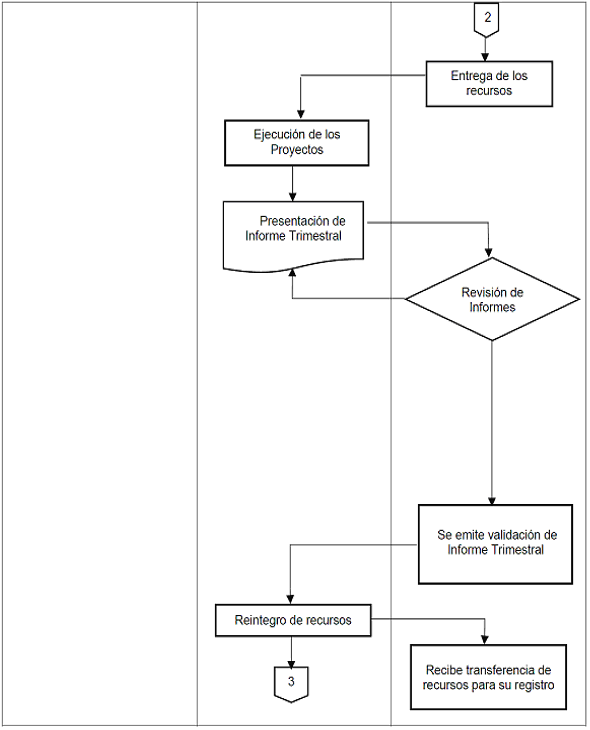 2
Entrega de los
recursos
Ejecución de los
Proyectos
Presentación de
Informe Trimestral
Revisión de
Informes
Se emite validación de
Informe Trimestral
Reintegro de recursos
Recibe transferencia de
recursos para su registro
3